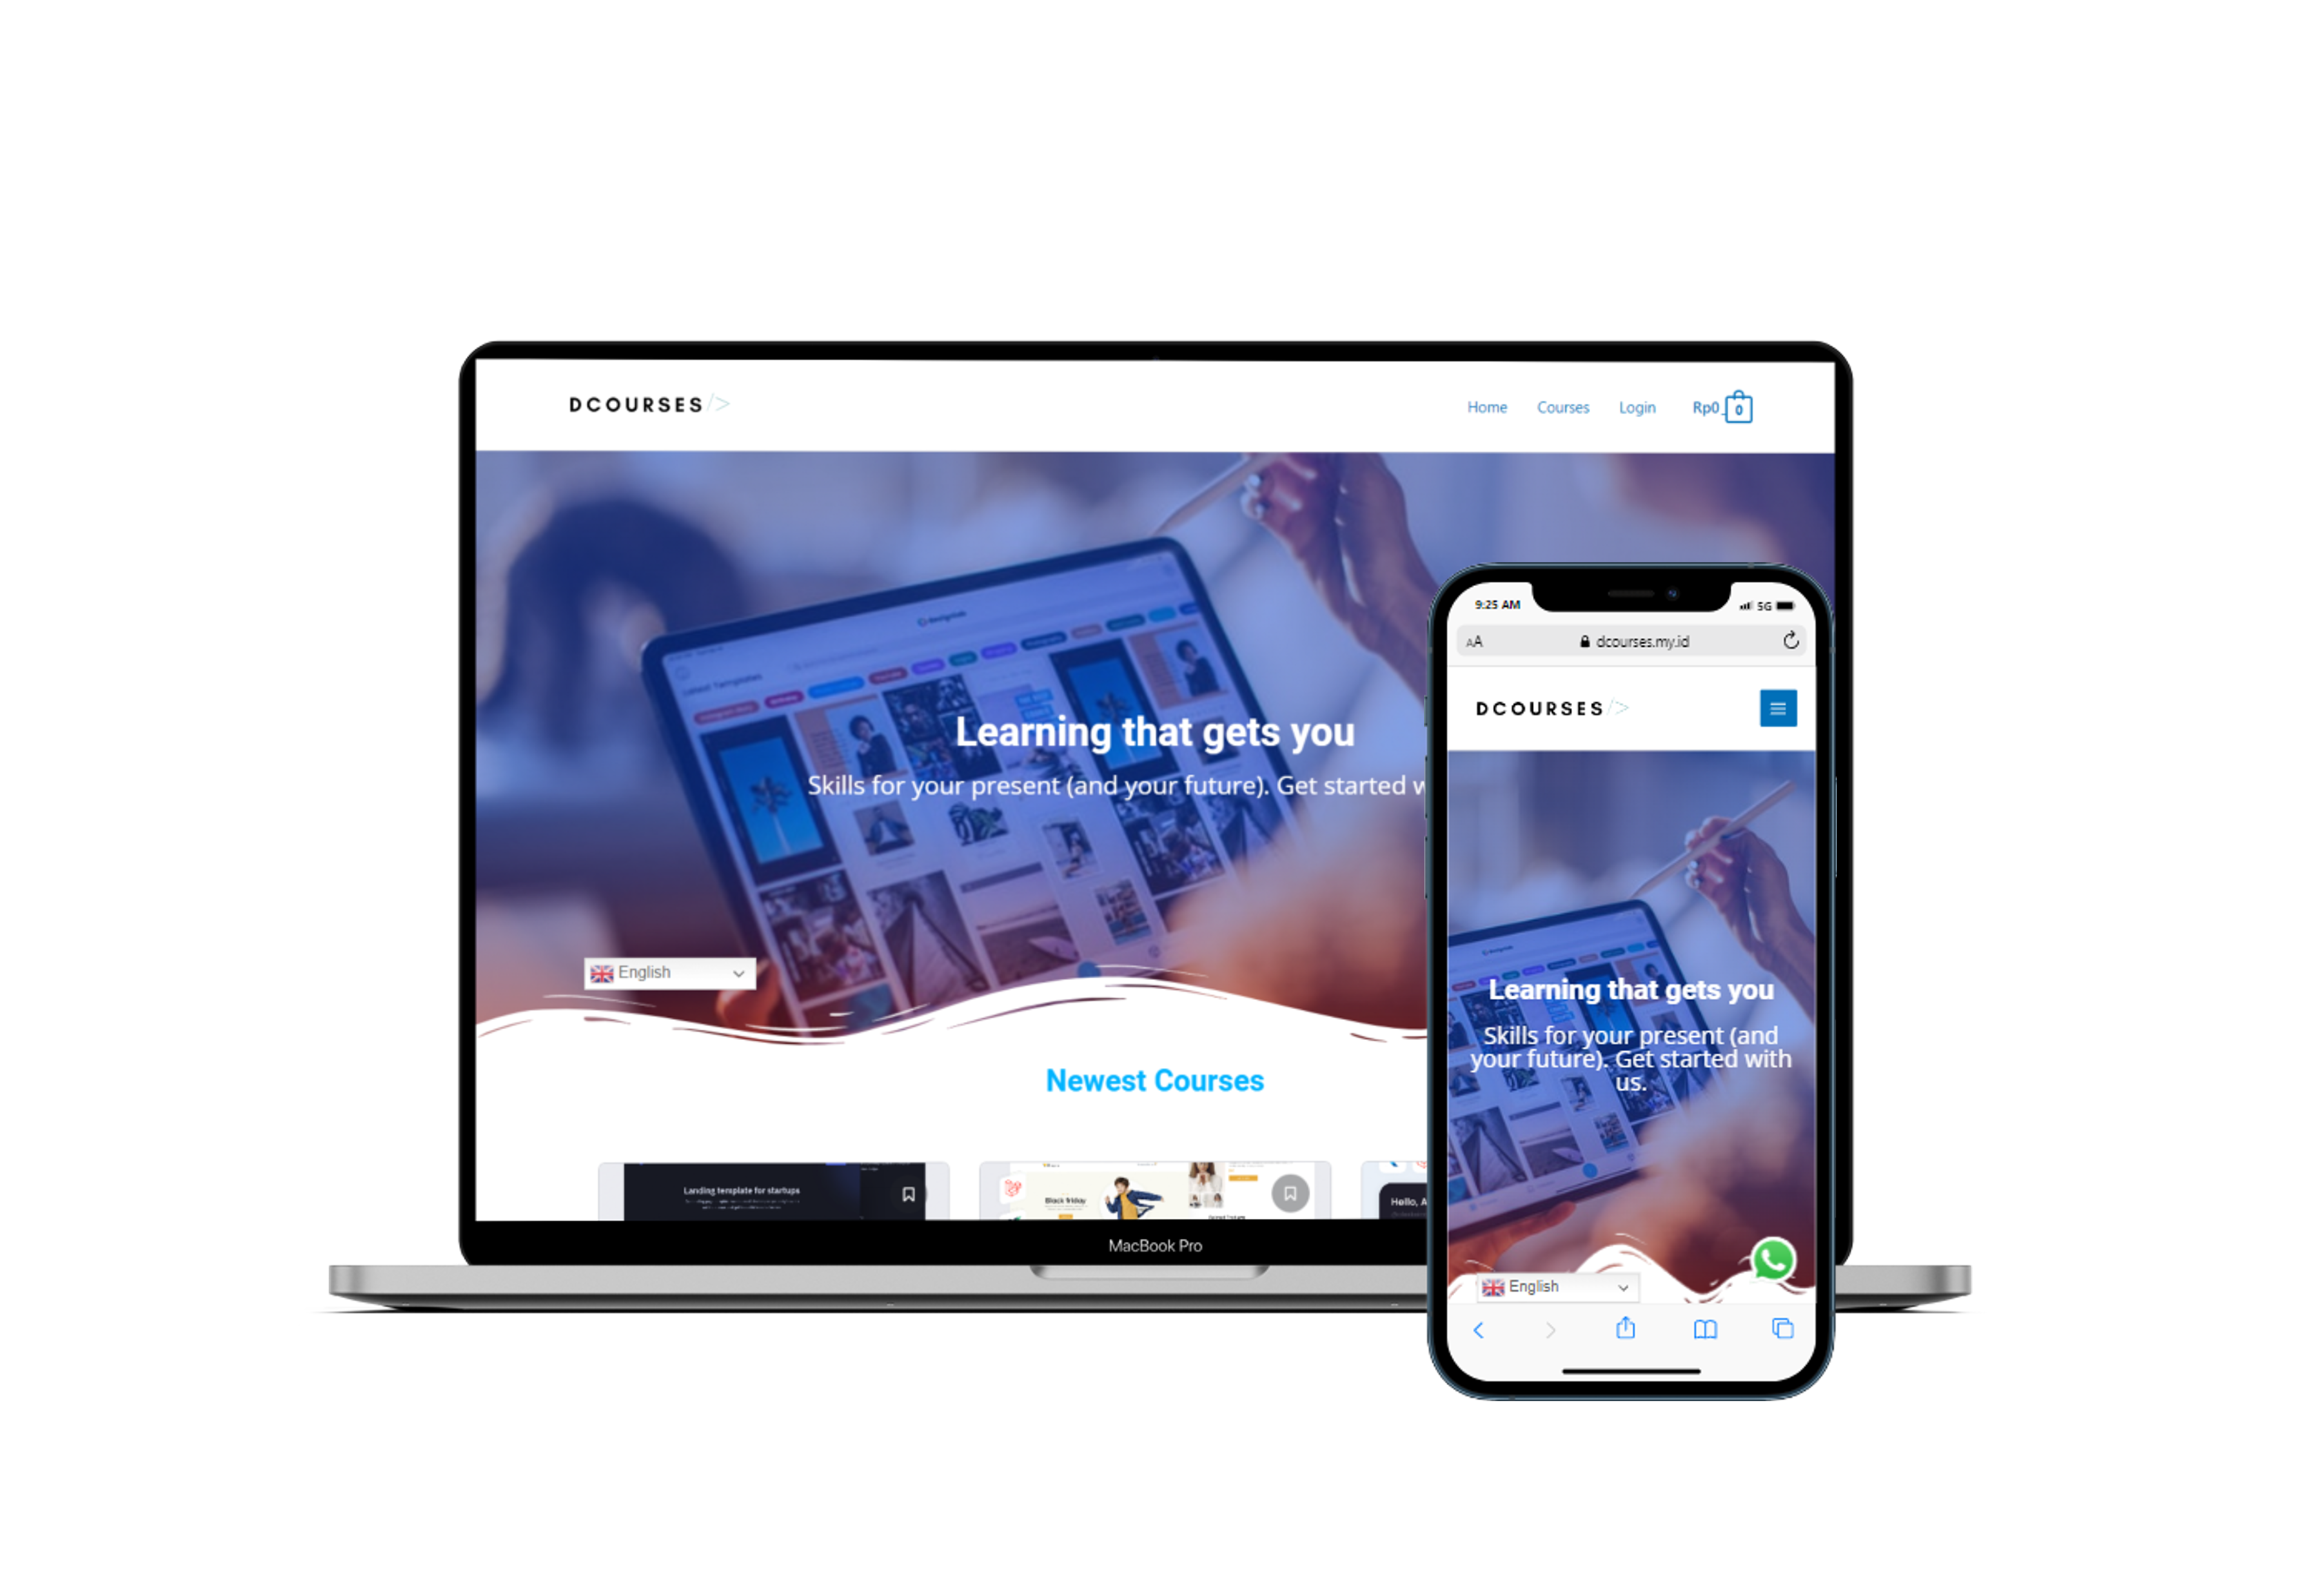 DCOURSES/>
Home Courses Login Rp0 0
Learning that gets you
Skills for your present (and your future). Get started w
English
Newest Courses
Landing template for startups
Black friday
Hello, A
MacBook Pro
9:25 AM 5G
AA dcourses.my.id
DCOURSES/>
Learning that gets you
Skills for your present (and
your future). Get started with
us.
English